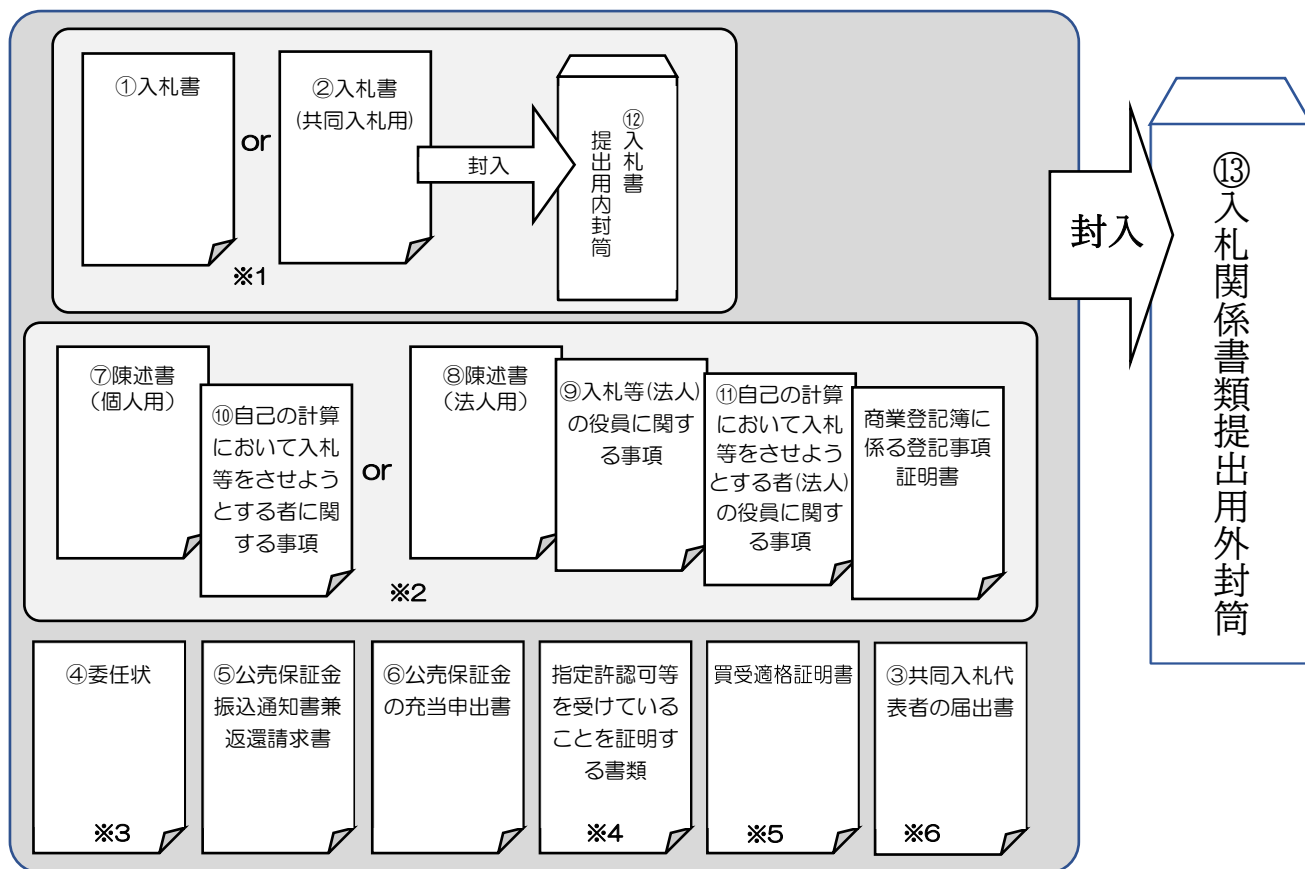 ①入札書
or
②入札書
(共同入札用)
封入
⑫入札書
提出用内封筒
※1
封入
⑬入札関係書類提出用外封筒
⑦陳述書
（個人用）
⑩自己の計算
において入札
等をさせよう
とする者に関
する事項
or
⑧陳述書
（法人用）
⑨入札等(法人)
の役員に関す
る事項
⑪自己の計算
において入札
等をさせよう
とする者(法人)
の役員に関す
る事項
商業登記簿に
係る登記事項
証明書
※2
④委任状
※3
⑤公売保証金
振込通知書兼
返還請求書
⑥公売保証金
の充当申出書
指定許認可等
を受けている
ことを証明す
る書類
※4
買受適格証明書
※5
③共同入札代
表者の届出書
※6